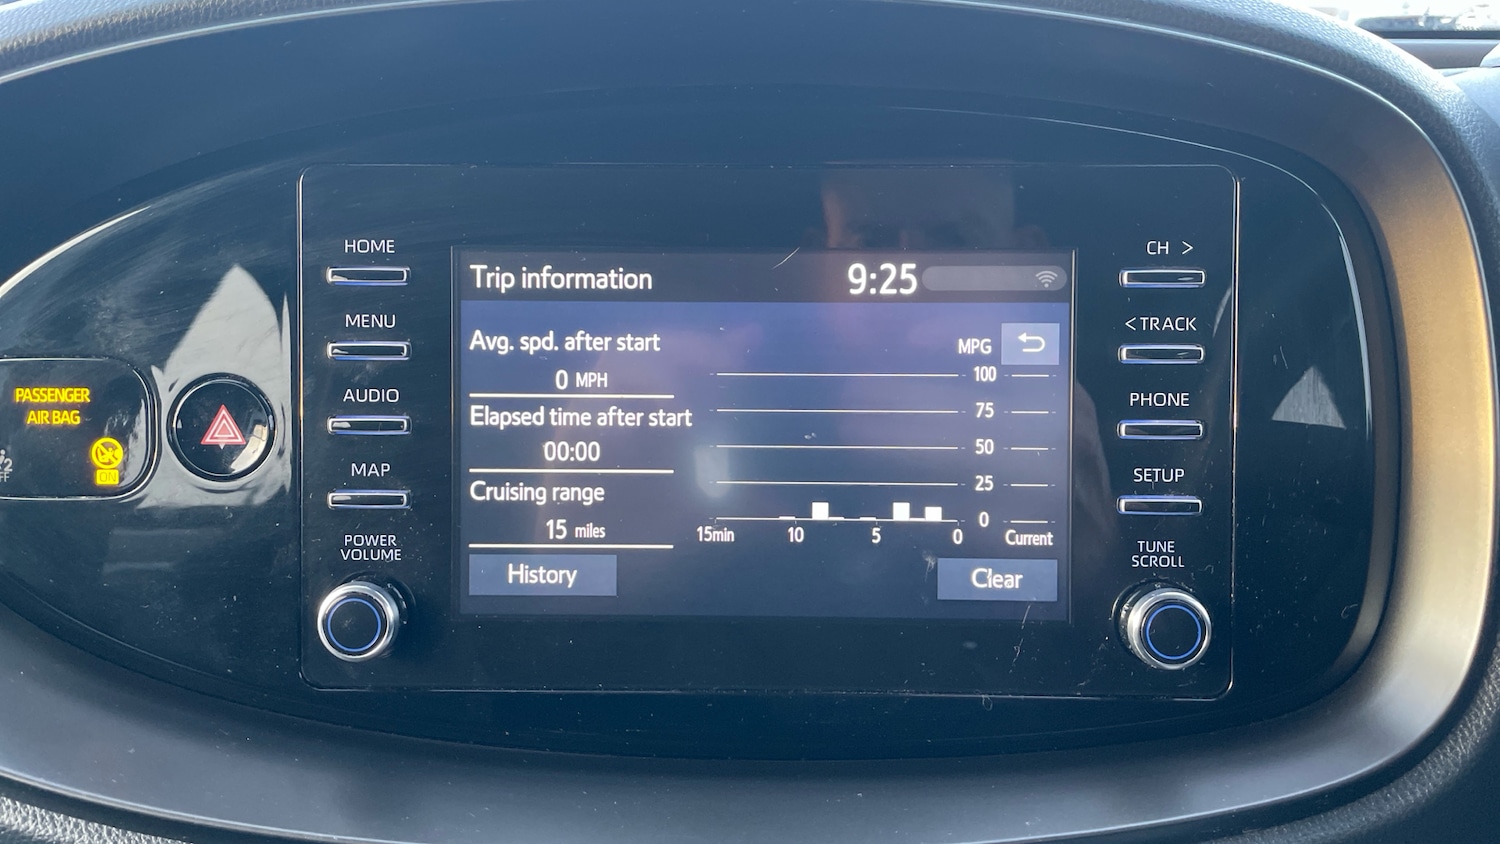 HOME
MENU
AUDIO
MAP
POWER
VOLUME
PASSENGER
AIR BAG
ON
Trip information
9:25
Avg. spd. after start
0 MPH
Elapsed time after start
00:00
Cruising range
15 miles
History
MPG
100
75
50
25
0
15min 10 5 0 Current
Clear
CH >
< TRACK
PHONE
SETUP
TUNE
SCROLL